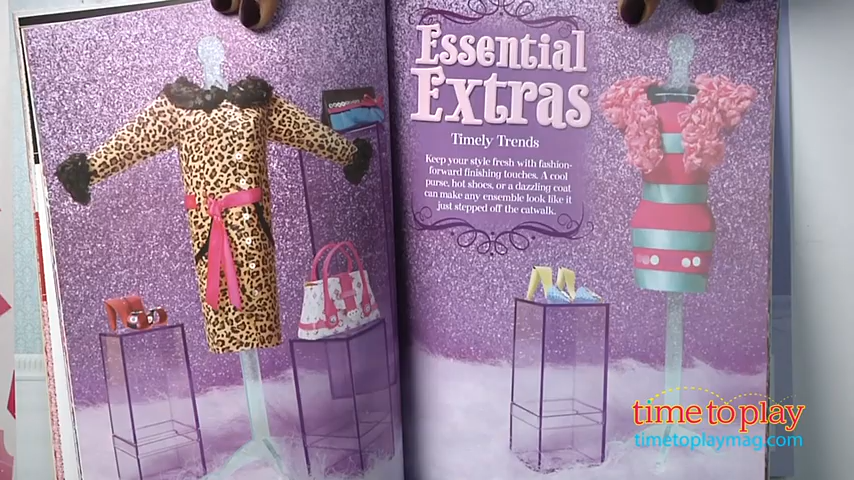 Essential
Extras
Timely Trends
Keep your style fresh with fashion-
forward finishing touches. A cool
purse, hot shoes, or a dazzling coat
can make any ensemble look like it
just stepped off the catwalk.
time to play
timetoplaymag.com